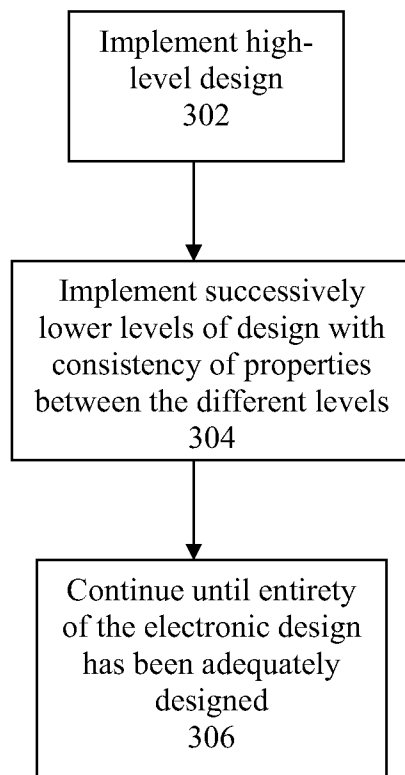 Implement high-
level design
302
Implement successively
lower levels of design with
consistency of properties
between the different levels
304
Continue until entirety
of the electronic design
has been adequately
designed
306